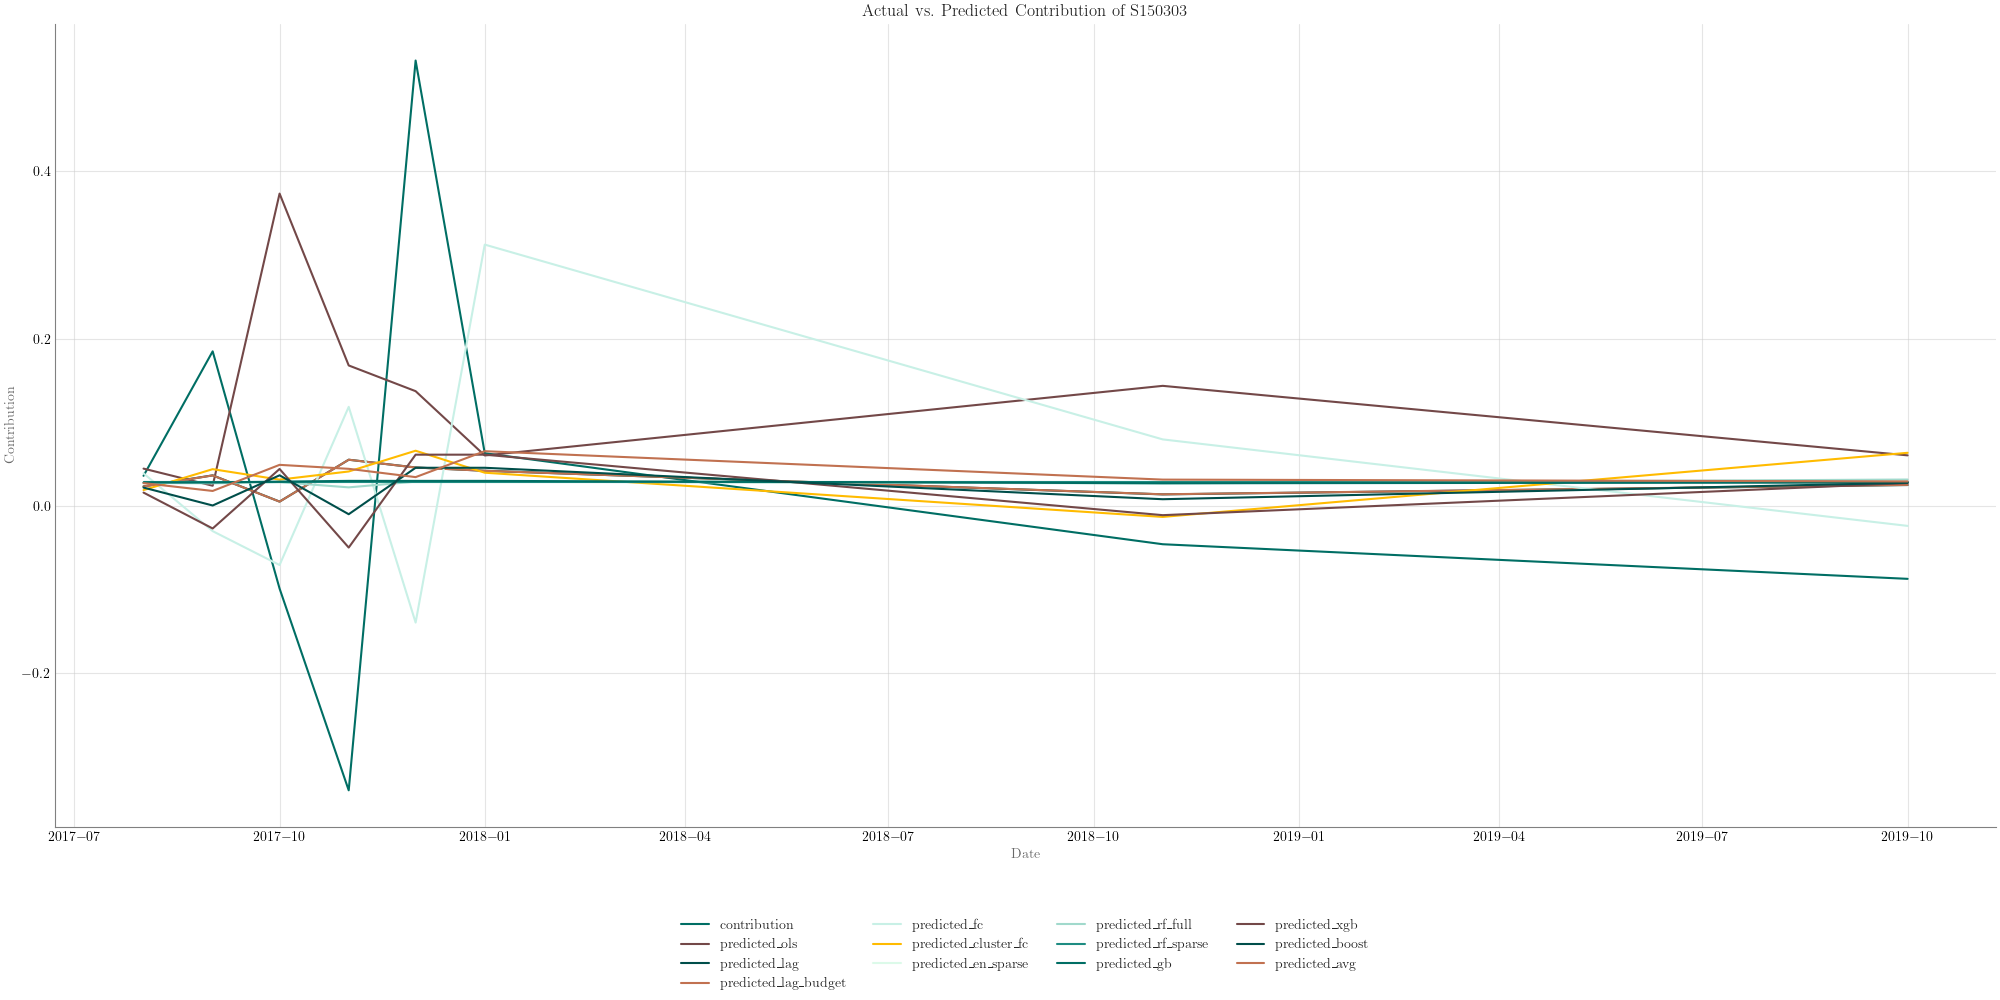 Actual vs. Predicted Contribution of S150303
Contribution
0.4
0.2
0.0
−0.2
2017−07 2017−10 2018−01 2018−04 2018−07 2018−10 2019−01 2019−04 2019−07 2019−10
Date
contribution predicted_fc predicted_rf_full predicted_xgb
predicted_ols predicted_cluster_fc predicted_rf_sparse predicted_boost
predicted_lag predicted_en_sparse predicted_gb predicted_avg
predicted_lag_budget